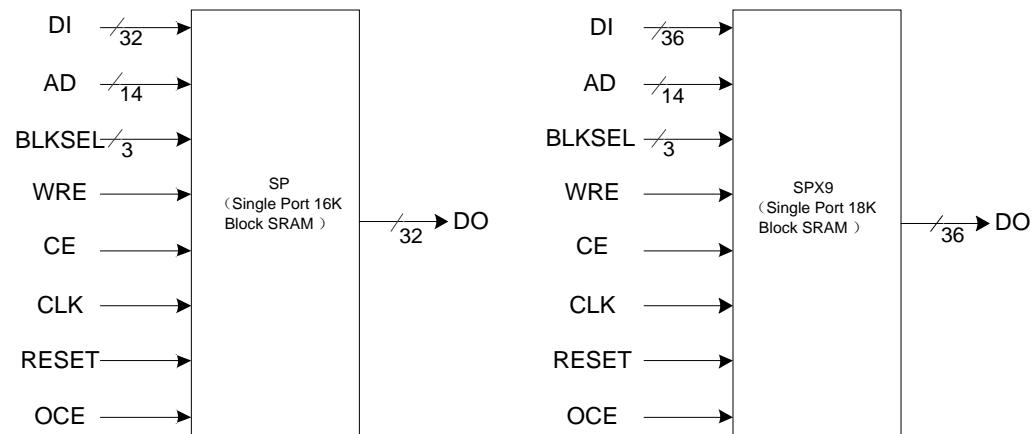 DI
32
AD
14
BLKSEL
3
WRE
CE
CLK
RESET
OCE
SP
（Single Port 16K
Block SRAM ）
32
DO
DI
36
AD
14
BLKSEL
3
WRE
CE
CLK
RESET
OCE
SPX9
（Single Port 18K
Block SRAM ）
36
DO